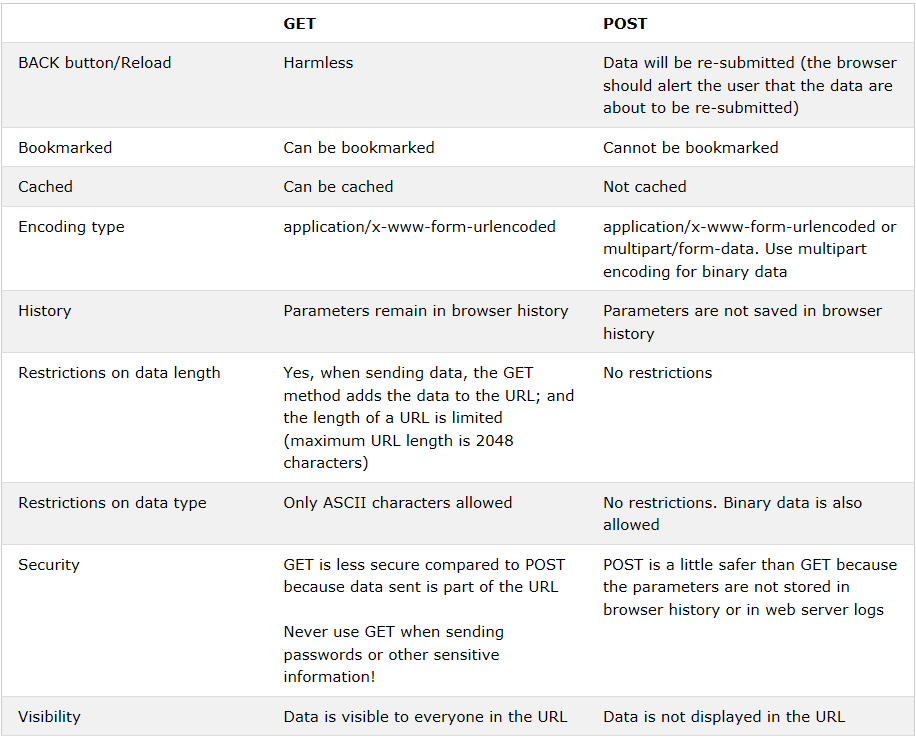 GET POST
BACK button/Reload Harmless Data will be re-submitted (the browser
should alert the user that the data are
about to be re-submitted)
Bookmarked Can be bookmarked Cannot be bookmarked
Cached Can be cached Not cached
Encoding type application/x-www-form-urlencoded application/x-www-form-urlencoded or
multipart/form-data. Use multipart
encoding for binary data
History Parameters remain in browser history Parameters are not saved in browser
history
Restrictions on data length Yes, when sending data, the GET No restrictions
method adds the data to the URL; and
the length of a URL is limited
(maximum URL length is 2048
characters)
Restrictions on data type Only ASCII characters allowed No restrictions. Binary data is also
allowed
Security GET is less secure compared to POST POST is a little safer than GET because
because data sent is part of the URL the parameters are not stored in
browser history or in web server logs
Never use GET when sending
passwords or other sensitive
information!
Visibility Data is visible to everyone in the URL Data is not displayed in the URL